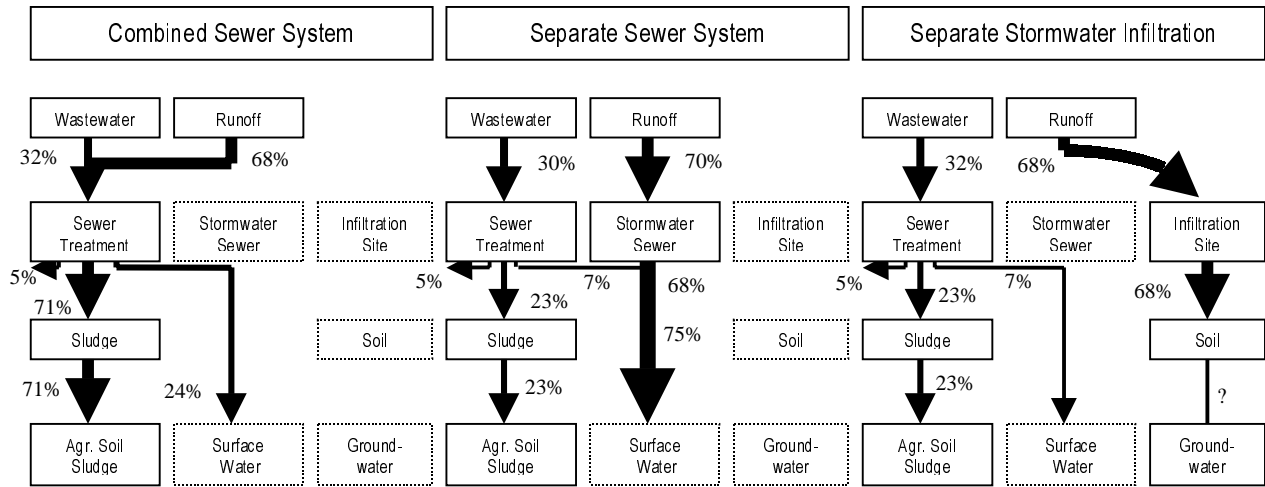 Combined Sewer System
Separate Sewer System
Separate Stormwater Infiltration
Wastewater
Runoff
Wastewater
Runoff
Wastewater
Runoff
32%
68%
30%
70%
32%
68%
Sewer
Treatment
Stormwater
Sewer
Infiltration
Site
Sewer
Treatment
Stormwater
Sewer
Infiltration
Site
Sewer
Treatment
Stormwater
Sewer
Infiltration
Site
5%
71%
5%
23%
7%
68%
5%
23%
7%
68%
Sludge
Soil
Sludge
75%
Soil
Sludge
Soil
71%
24%
23%
23%
?
Agr. Soil
Sludge
Surface
Water
Ground-
water
Agr. Soil
Sludge
Surface
Water
Ground-
water
Agr. Soil
Sludge
Surface
Water
Ground-
water